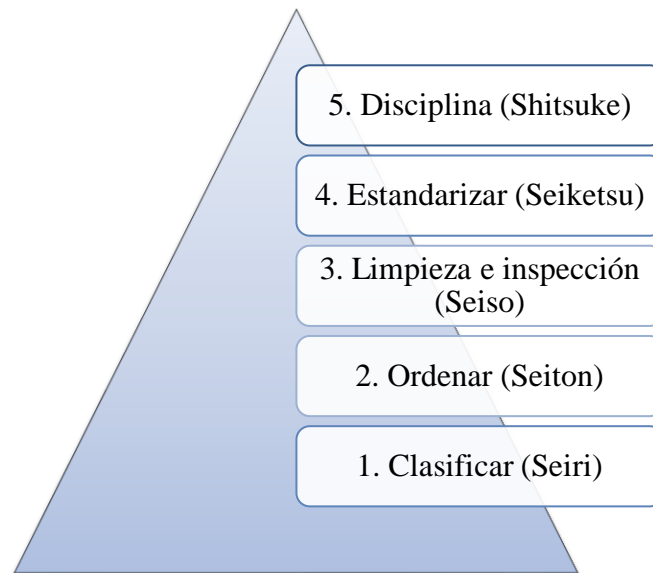 5. Disciplina (Shitsuke)
4. Estandarizar (Seiketsu)
3. Limpieza e inspección
(Seiso)
2. Ordenar (Seiton)
1. Clasificar (Seiri)